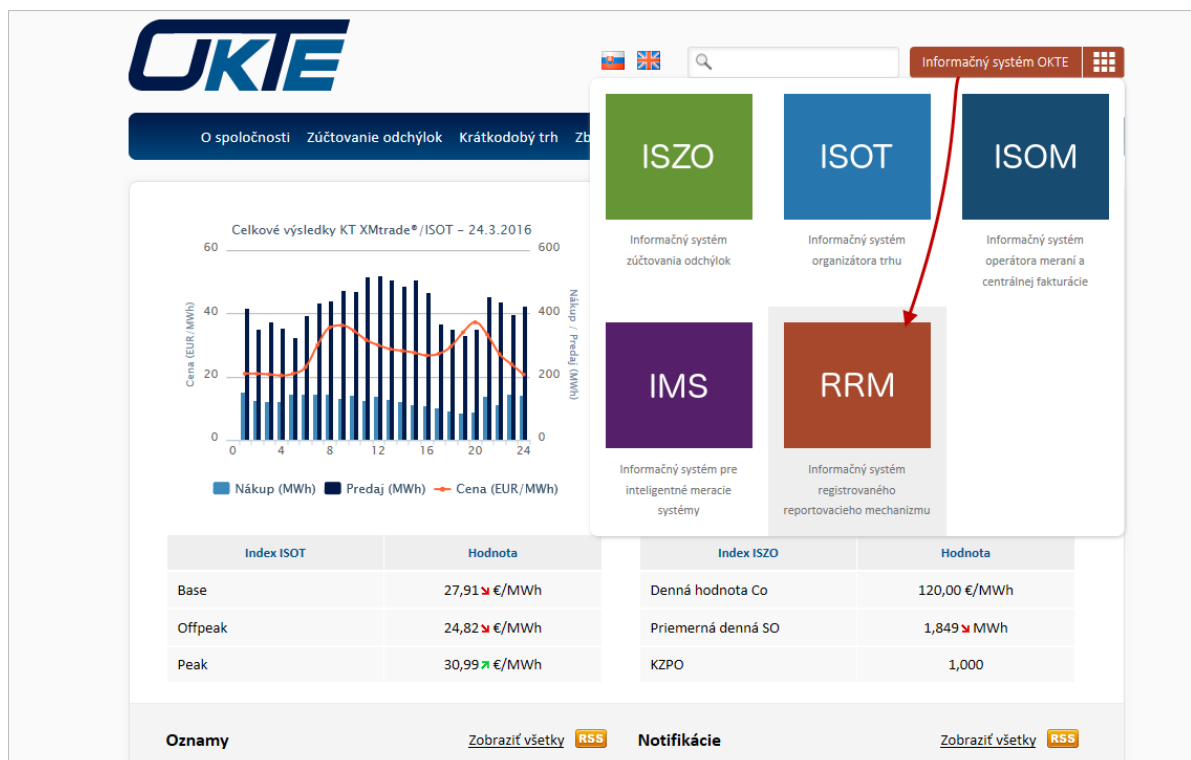 OKTE
Informačný systém OKTE
O spoločnosti Zúčtovanie odchýlok Krátkodobý trh Zb
ISZO
ISOT
ISOM
Informačný systém
zúčtovania odchýlok
Informačný systém
organizátora trhu
Informačný systém
operátora meraní a
centrálnej fakturácie
IMS
RRM
Informačný systém pre
inteligentné meracie
systémy
Informačný systém
registrovaného
reportovacieho mechanizmu
Celkové výsledky KT XMtrade®/ISOT – 24.3.2016
60
40
20
0
Cena (EUR/MWh)
600
400
200
0
Nákup / Predaj (MWh)
0 4 8 12 16 20 24
Nákup (MWh) Predaj (MWh) Cena (EUR/MWh)
Index ISOT Hodnota
Base 27,91 €/MWh
Offpeak 24,82 €/MWh
Peak 30,99 €/MWh
Index ISZO Hodnota
Denná hodnota Co 120,00 €/MWh
Priemerná denná SO 1,849 MWh
KZPO 1,000
Oznamy Zobraziť všetky RSS
Notifikácie Zobraziť všetky RSS